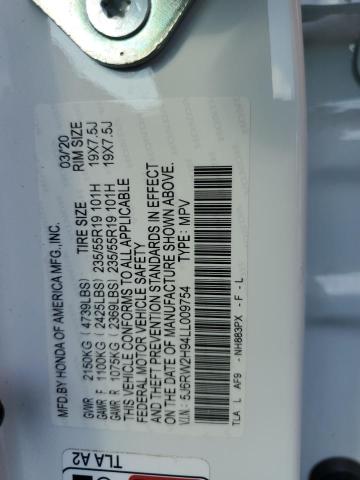 MFD.BY HONDA OF AMERICA MFG.,INC. 03/20
TIRE SIZE RIM SIZE
GVWR 2150KG (4739LBS)
GAWR F 1100KG (2425LBS) 235/55R19 101H 19X7.5J
GAWR R 1075KG (2369LBS) 235/55R19 101H 19X7.5J
THIS VEHICLE CONFORMS TO ALL APPLICABLE
FEDERAL MOTOR VEHICLE SAFETY
AND THEFT PREVENTION STANDARDS IN EFFECT
ON THE DATE OF MANUFACTURE SHOWN ABOVE.
V.I.N: 5J6RW2H94LL009754 TYPE: MPV
TLA L AF9 - NH883PX - F - L
TLA A2